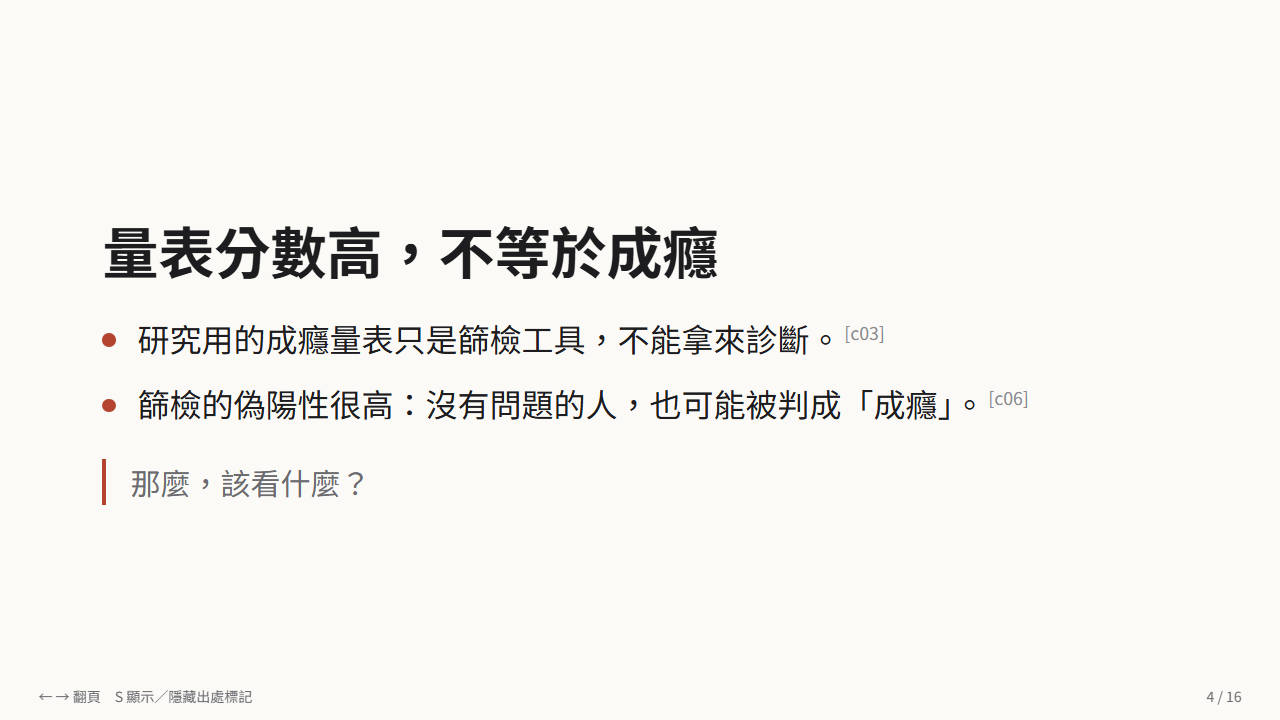 量表分數高，不等於成癮
研究用的成癮量表只是篩檢工具，不能拿來診斷。[c03]
篩檢的偽陽性很高：沒有問題的人，也可能被判成「成癮」。[c06]
那麼，該看什麼？
←→ 翻頁　S 顯示／隱藏出處標記
4 / 16